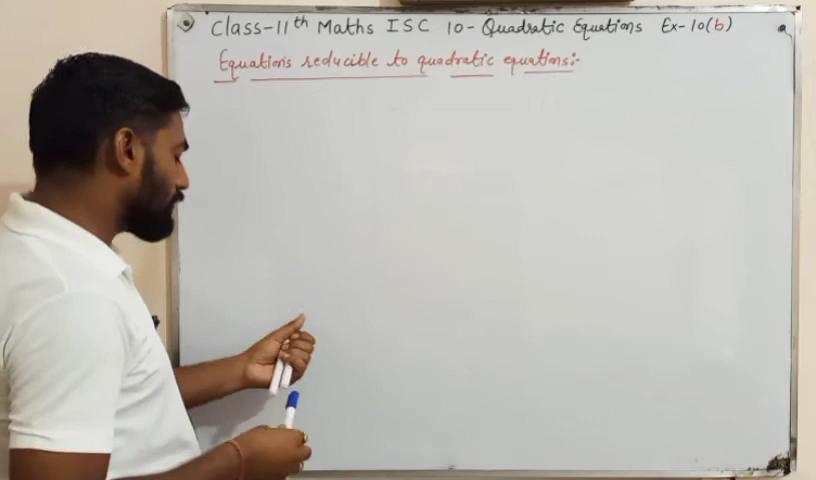 Class-11th Maths ISC 10- Quadratic Equations Ex-10(b)
Equations reducible to quadratic equations:-